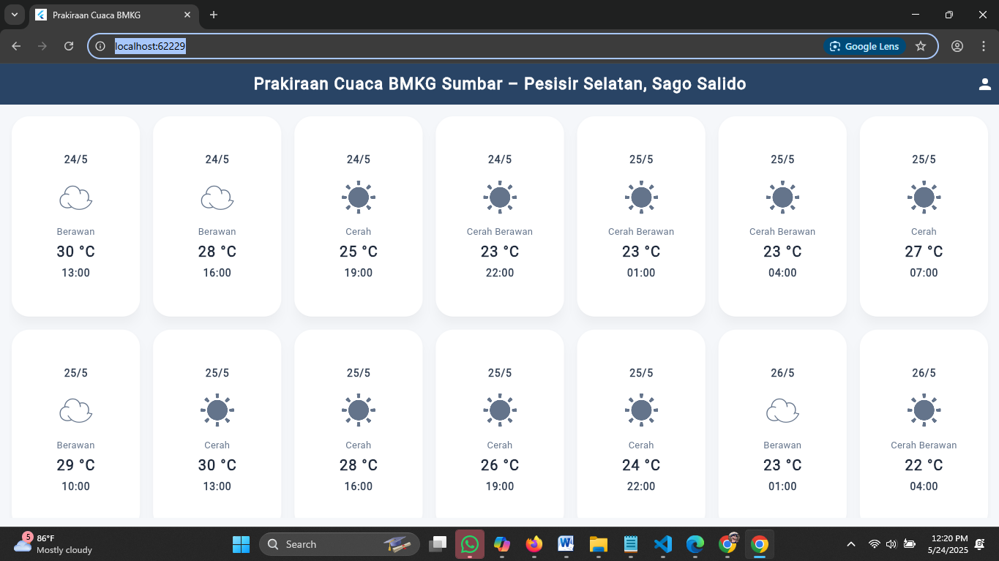 Prakiraan Cuaca BMKG
localhost:62229
Google Lens
Prakiraan Cuaca BMKG Sumbar – Pesisir Selatan, Sago Salido
24/5
Berawan
30 °C
13:00
24/5
Berawan
28 °C
16:00
24/5
Cerah
25 °C
19:00
24/5
Cerah Berawan
23 °C
22:00
25/5
Cerah Berawan
23 °C
01:00
25/5
Cerah Berawan
23 °C
04:00
25/5
Cerah
27 °C
07:00
25/5
Berawan
29 °C
10:00
25/5
Cerah
30 °C
13:00
25/5
Cerah
28 °C
16:00
25/5
Cerah
26 °C
19:00
25/5
Cerah
24 °C
22:00
26/5
Berawan
23 °C
01:00
26/5
Cerah Berawan
22 °C
04:00
5
86°F
Mostly cloudy
Search
12:20 PM
5/24/2025